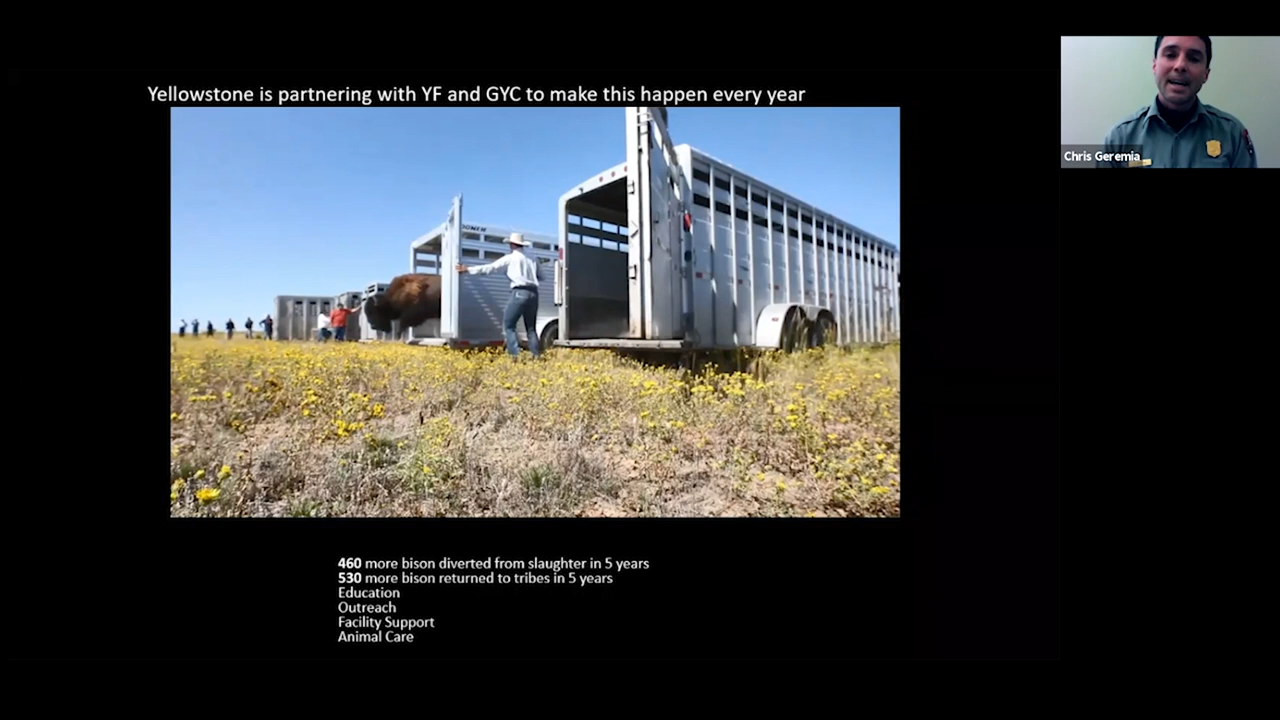 Yellowstone is partnering with YF and GYC to make this happen every year
Chris Geremia
460 more bison diverted from slaughter in 5 years
530 more bison returned to tribes in 5 years
Education
Outreach
Facility Support
Animal Care